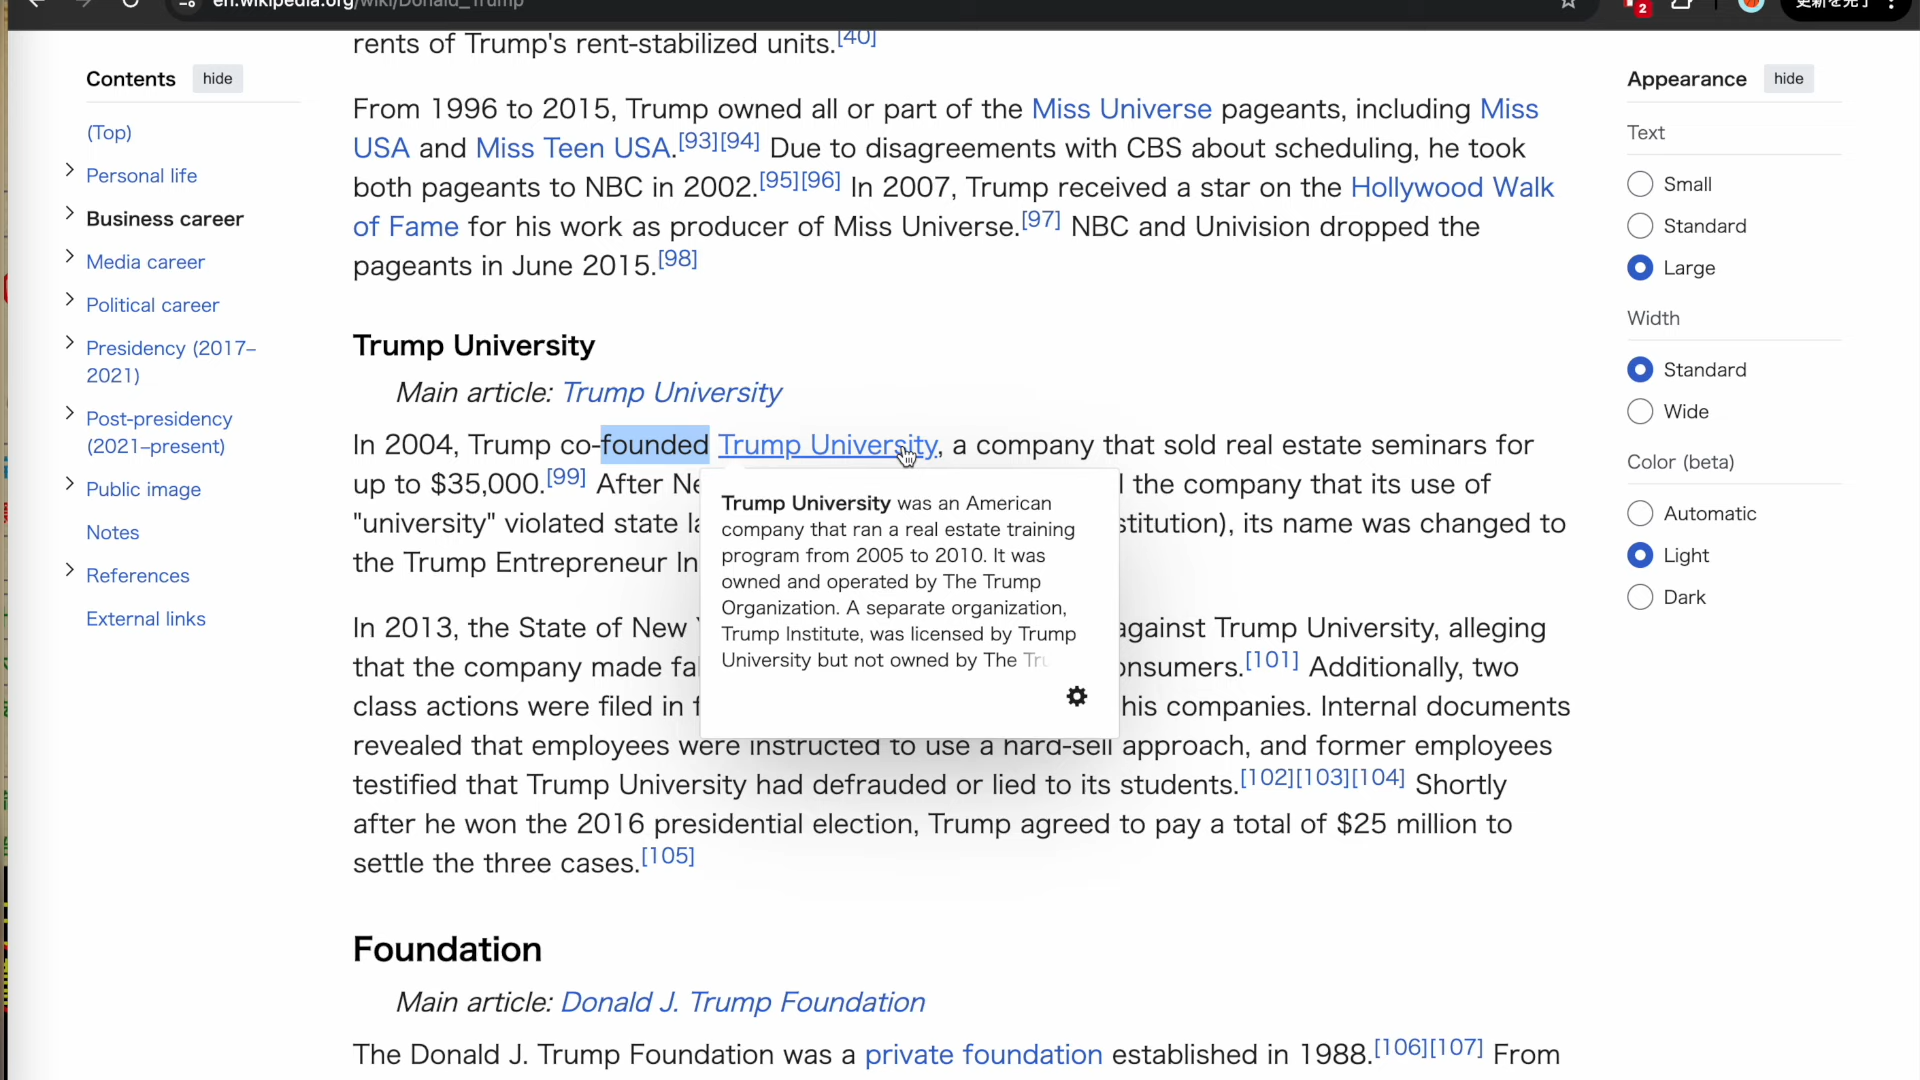 en.wikipedia.org/wiki/Donald_Trump
2
更新を完了
Contents
hide
(Top)
Personal life
Business career
Media career
Political career
Presidency (2017–
2021)
Post-presidency
(2021–present)
Public image
Notes
References
External links
rents of Trump's rent-stabilized units.[40]
From 1996 to 2015, Trump owned all or part of the Miss Universe pageants, including Miss
USA and Miss Teen USA.[93][94] Due to disagreements with CBS about scheduling, he took
both pageants to NBC in 2002.[95][96] In 2007, Trump received a star on the Hollywood Walk
of Fame for his work as producer of Miss Universe.[97] NBC and Univision dropped the
pageants in June 2015.[98]
Trump University
Main article: Trump University
In 2004, Trump co-founded Trump University, a company that sold real estate seminars for
up to $35,000.[99] After Ne l the company that its use of
"university" violated state la stitution), its name was changed to
the Trump Entrepreneur In
Trump University was an American
company that ran a real estate training
program from 2005 to 2010. It was
owned and operated by The Trump
Organization. A separate organization,
Trump Institute, was licensed by Trump
University but not owned by The Tru
In 2013, the State of New against Trump University, alleging
that the company made fa onsumers.[101] Additionally, two
class actions were filed in f his companies. Internal documents
revealed that employees were instructed to use a hard-sell approach, and former employees
testified that Trump University had defrauded or lied to its students.[102][103][104] Shortly
after he won the 2016 presidential election, Trump agreed to pay a total of $25 million to
settle the three cases.[105]
Foundation
Main article: Donald J. Trump Foundation
The Donald J. Trump Foundation was a private foundation established in 1988.[106][107] From
Appearance
hide
Text
Small
Standard
Large
Width
Standard
Wide
Color (beta)
Automatic
Light
Dark